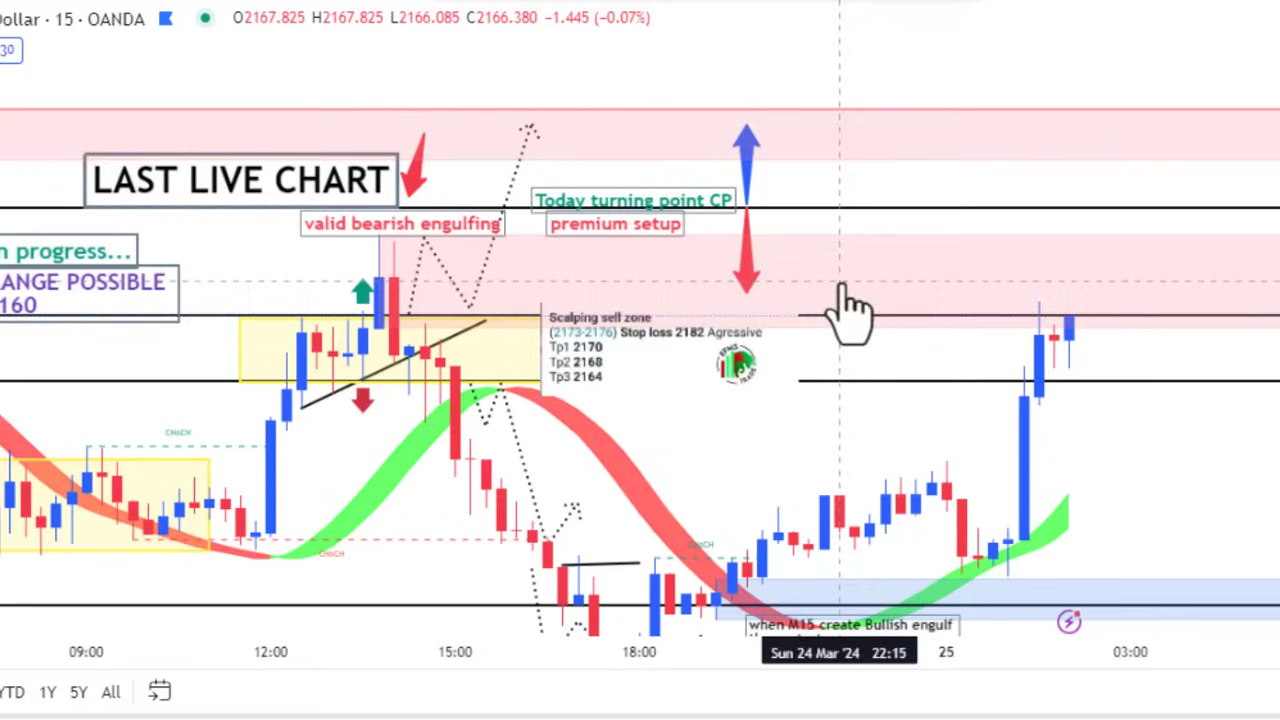 Dollar · 15 · OANDA O2167.825 H2167.825 L2166.085 C2166.380 −1.445 (−0.07%)
30
LAST LIVE CHART
Today turning point CP
valid bearish engulfing
premium setup
n progress...
ANGE POSSIBLE
160
Scalping sell zone
(2173-2176) Stop loss 2182 Agressive
Tp1 2170
Tp2 2168
Tp3 2164
CHoCH
CHoCH
CHoCH
when M15 create Bullish engulf
09:00 12:00 15:00 18:00 Sun 24 Mar '24 22:15 25 03:00
YTD 1Y 5Y All